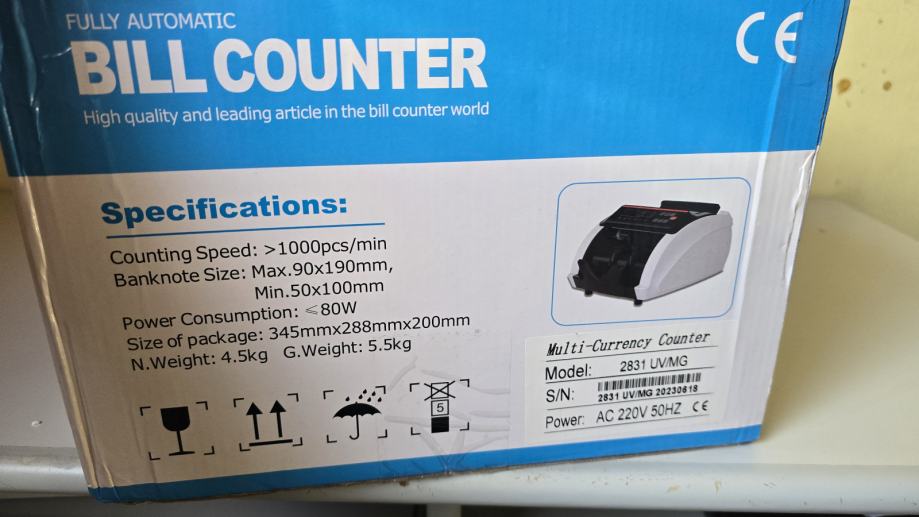 FULLY AUTOMATIC
BILL COUNTER
CE
High quality and leading article in the bill counter world
Specifications:
Counting Speed: >1000pcs/min
Banknote Size: Max.90x190mm,
Min.50x100mm
Power Consumption: ≤80W
Size of package: 345mmx288mmx200mm
N.Weight: 4.5kg G.Weight: 5.5kg
5
Multi-Currency Counter
Model: 2831 UV/MG
S/N:
2831 UV/MG 20230618
Power: AC 220V 50HZ CE